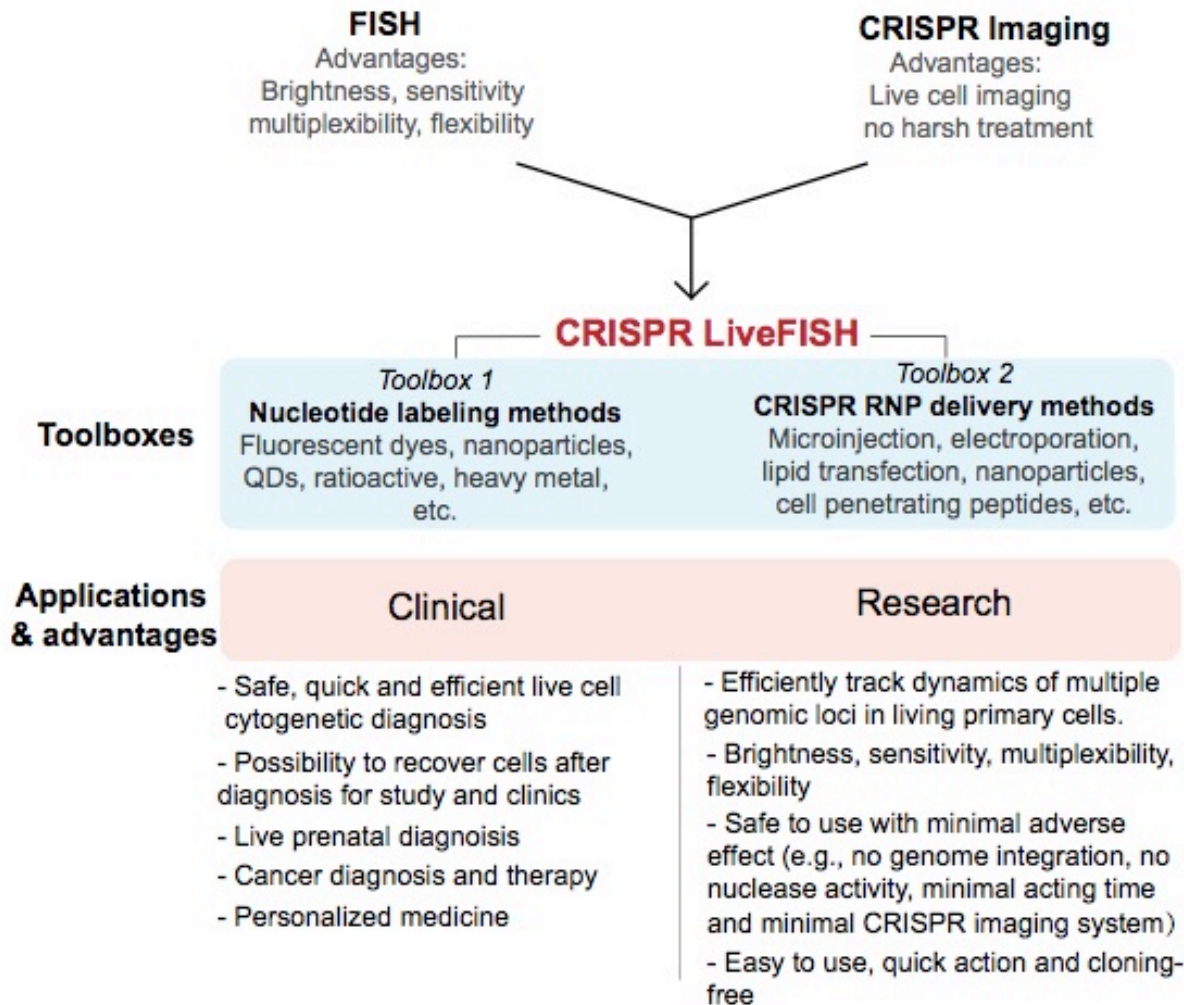 FISH
Advantages:
Brightness, sensitivity
multiplexibility, flexibility
CRISPR Imaging
Advantages:
Live cell imaging
no harsh treatment
CRISPR LiveFISH
Toolboxes
Toolbox 1
Nucleotide labeling methods
Fluorescent dyes, nanoparticles,
QDs, ratioactive, heavy metal,
etc.
Toolbox 2
CRISPR RNP delivery methods
Microinjection, electroporation,
lipid transfection, nanoparticles,
cell penetrating peptides, etc.
Applications
& advantages
Clinical
- Safe, quick and efficient live cell
cytogenetic diagnosis
- Possibility to recover cells after
diagnosis for study and clinics
- Live prenatal diagnoisis
- Cancer diagnosis and therapy
- Personalized medicine
Research
- Efficiently track dynamics of multiple
genomic loci in living primary cells.
- Brightness, sensitivity, multiplexibility,
flexibility
- Safe to use with minimal adverse
effect (e.g., no genome integration, no
nuclease activity, minimal acting time
and minimal CRISPR imaging system）
- Easy to use, quick action and cloning-
free